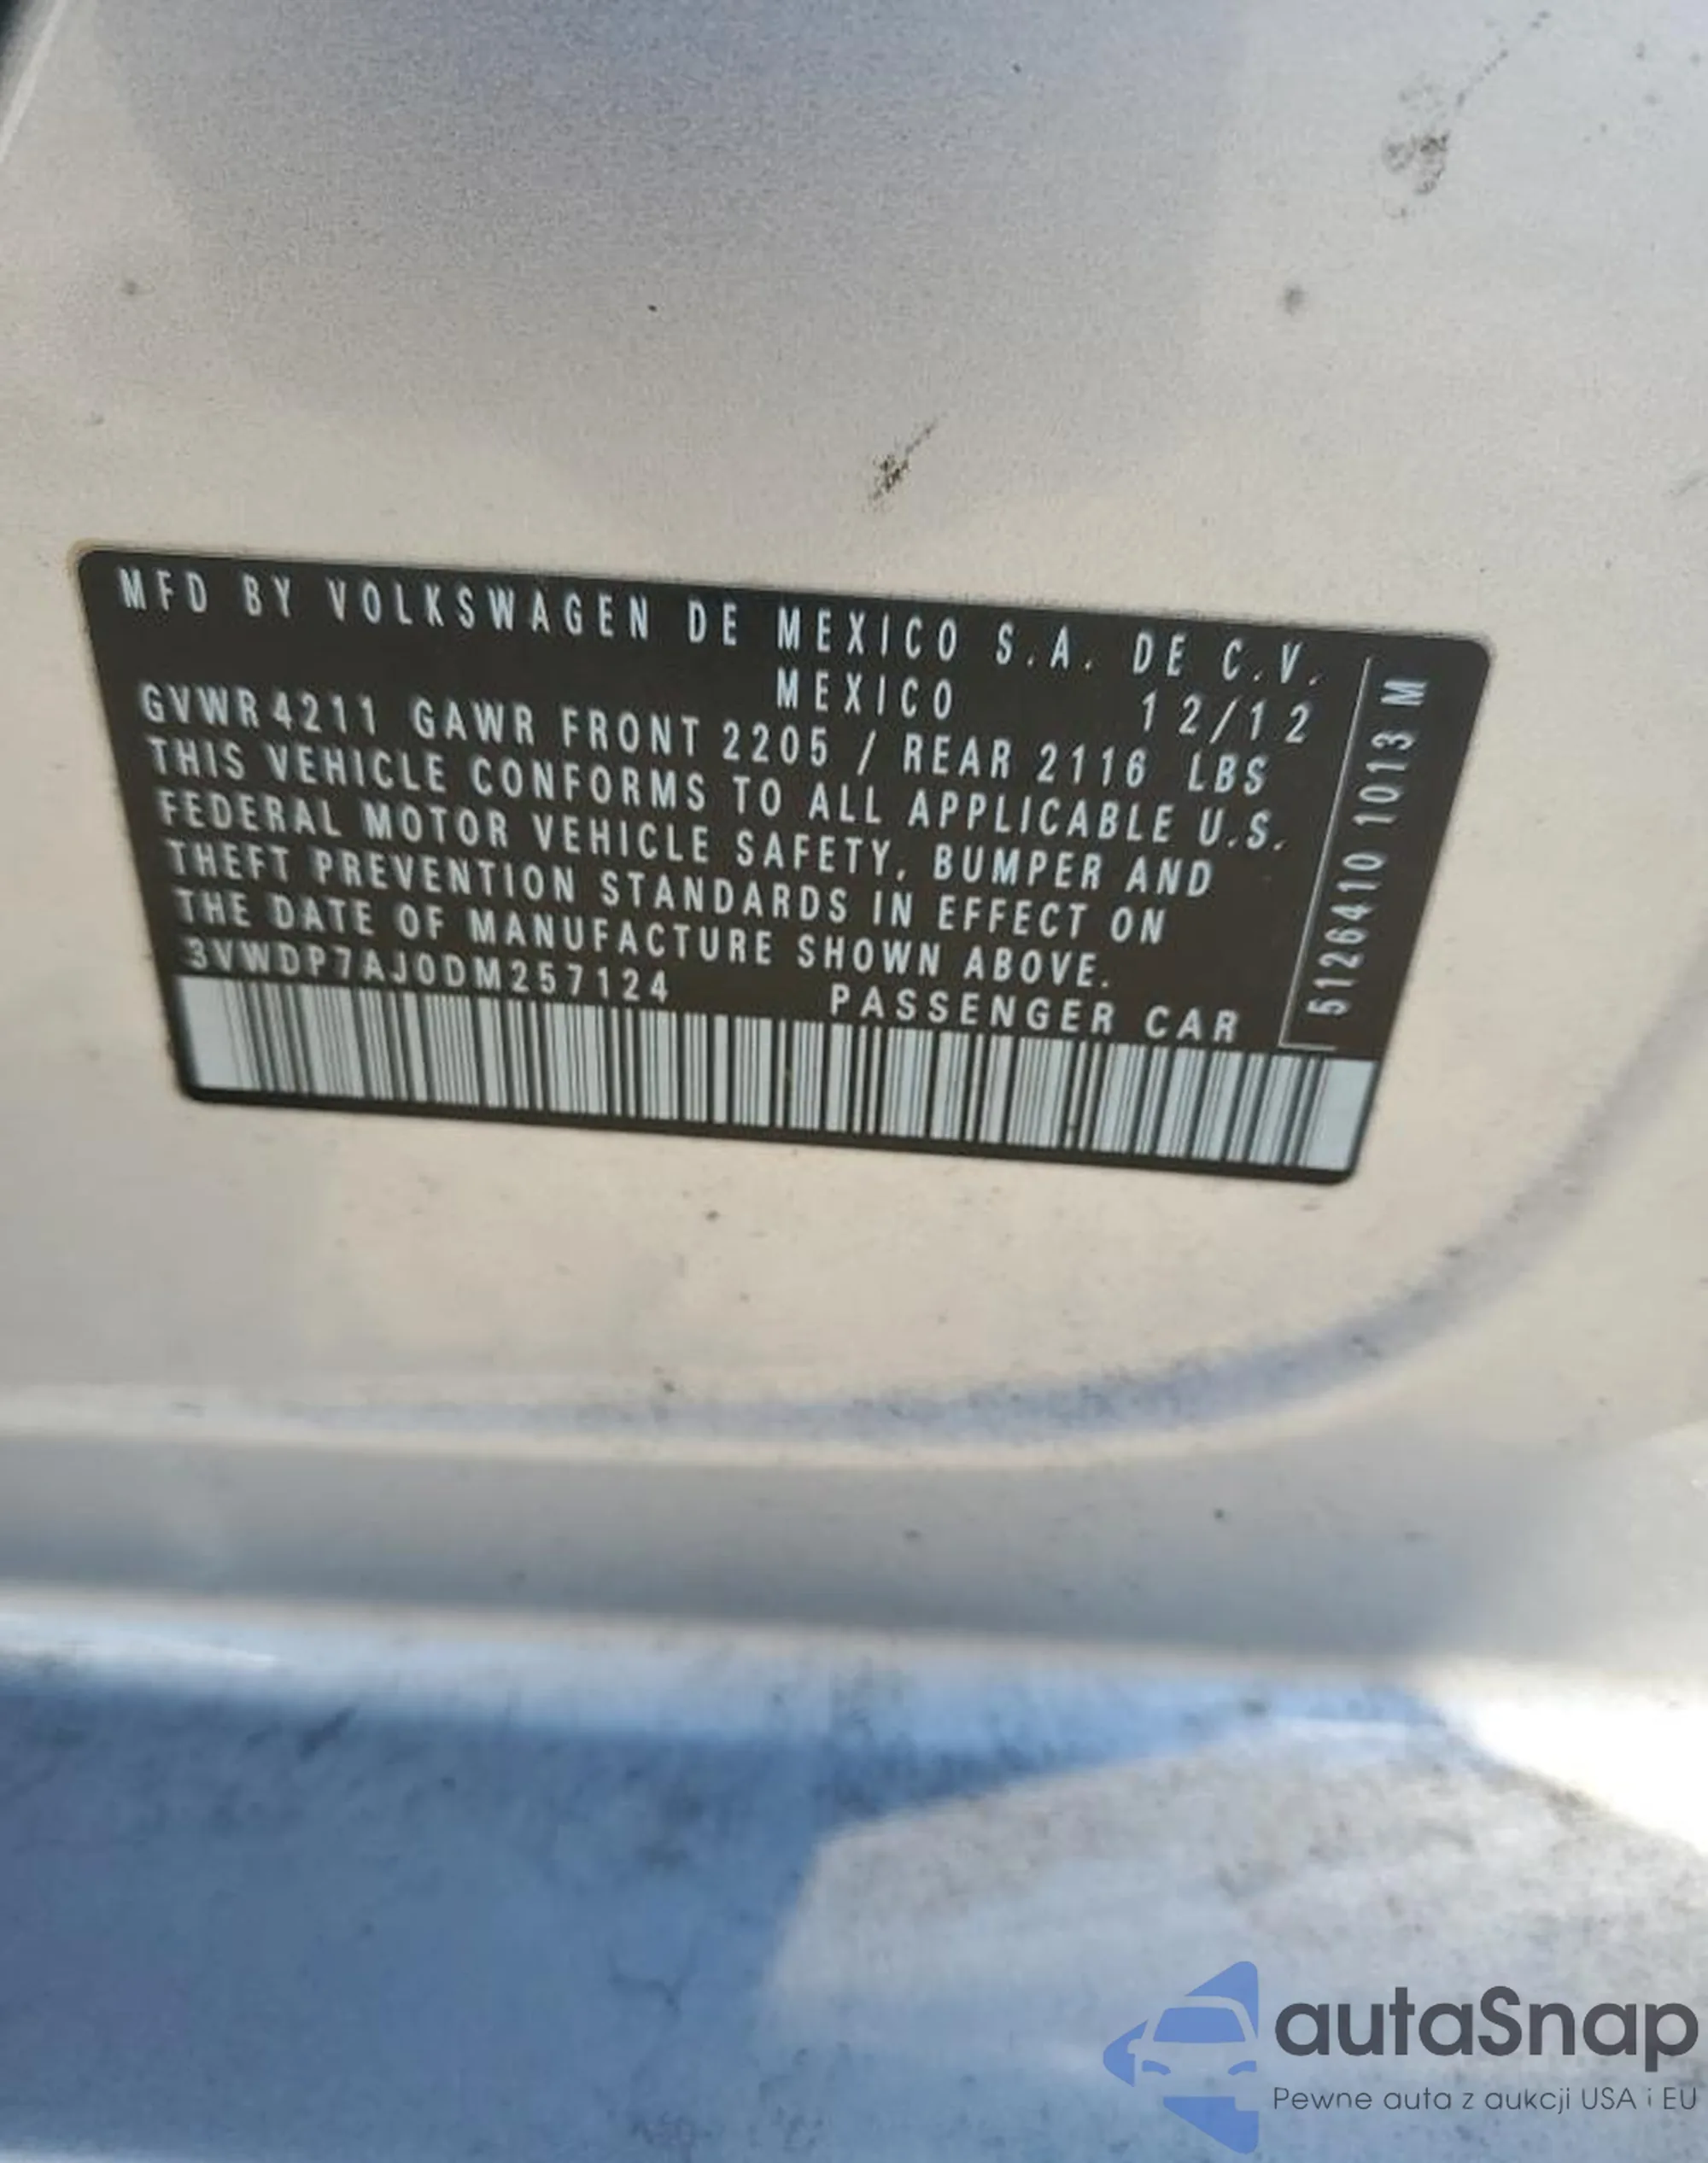 MFD BY VOLKSWAGEN DE MEXICO S.A. DE C.V.
MEXICO 12/12
GVWR 4211 GAWR FRONT 2205 / REAR 2116 LBS
THIS VEHICLE CONFORMS TO ALL APPLICABLE U.S.
FEDERAL MOTOR VEHICLE SAFETY, BUMPER AND
THEFT PREVENTION STANDARDS IN EFFECT ON
THE DATE OF MANUFACTURE SHOWN ABOVE.
3VWDP7AJ0DM257124 PASSENGER CAR
5126410 1013 M
autaSnap
Pewne auta z aukcji USA i EU